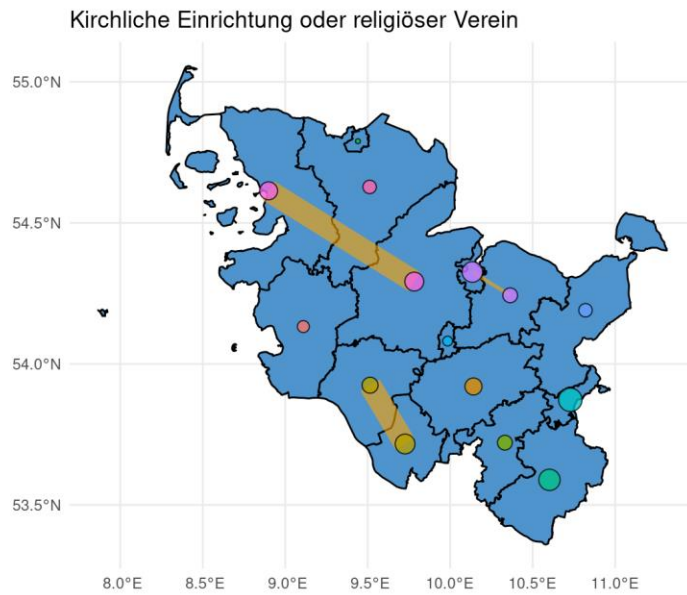 Kirchliche Einrichtung oder religiöser Verein
55.0°N
54.5°N
54.0°N
53.5°N
8.0°E 8.5°E 9.0°E 9.5°E 10.0°E 10.5°E 11.0°E